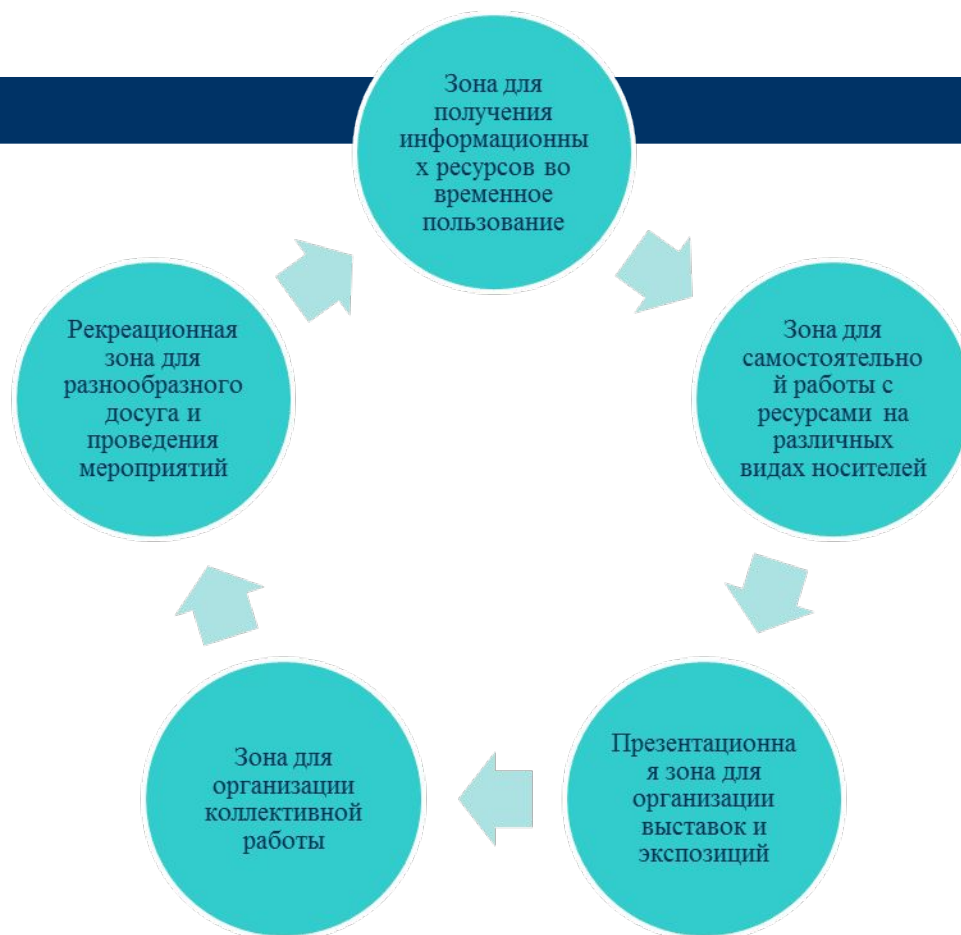 Зона для
получения
информационны
х ресурсов во
временное
пользование
Зона для
самостоятельно
й работы с
ресурсами на
различных
видах носителей
Презентационна
я зона для
организации
выставок и
экспозиций
Зона для
организации
коллективной
работы
Рекреационная
зона для
разнообразного
досуга и
проведения
мероприятий